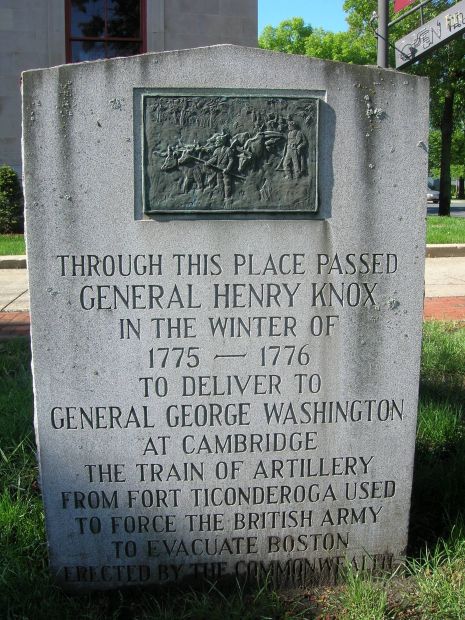 OPEN
THROUGH THIS PLACE PASSED
GENERAL HENRY KNOX
IN THE WINTER OF
1775 — 1776
TO DELIVER TO
GENERAL GEORGE WASHINGTON
AT CAMBRIDGE
THE TRAIN OF ARTILLERY
FROM FORT TICONDEROGA USED
TO FORCE THE BRITISH ARMY
TO EVACUATE BOSTON
ERECTED BY THE COMMONWEALTH